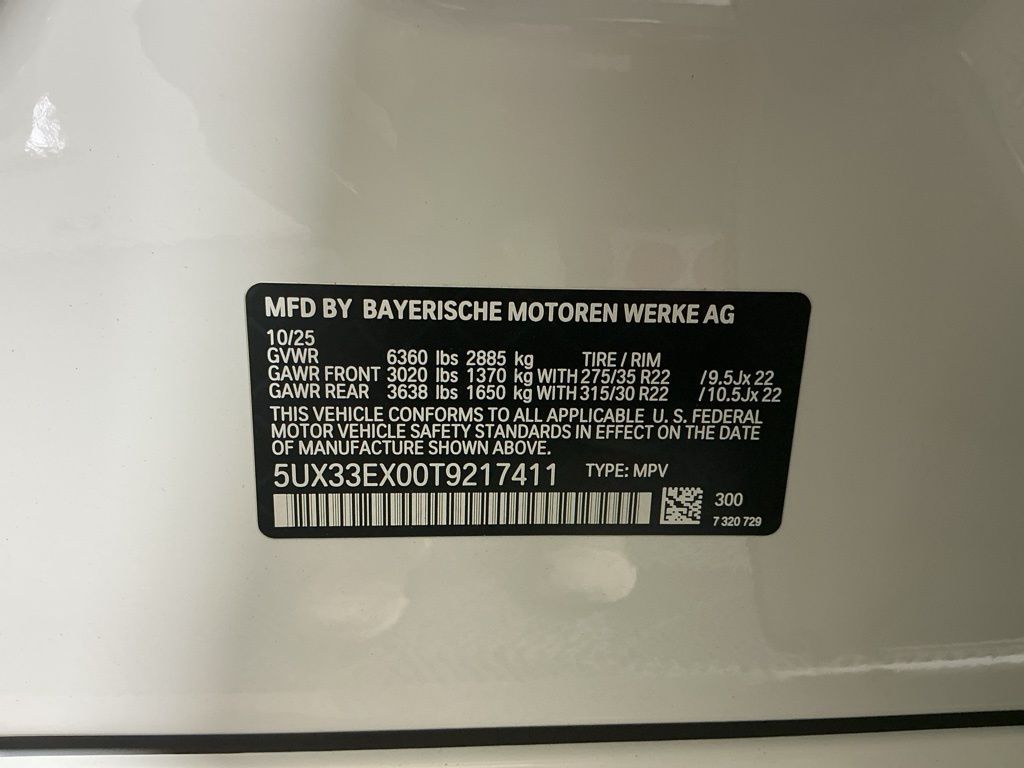 MFD BY BAYERISCHE MOTOREN WERKE AG
10/25
GVWR 6360 lbs 2885 kg TIRE / RIM
GAWR FRONT 3020 lbs 1370 kg WITH 275/35 R22 /9.5Jx 22
GAWR REAR 3638 lbs 1650 kg WITH 315/30 R22 /10.5Jx 22
THIS VEHICLE CONFORMS TO ALL APPLICABLE U. S. FEDERAL
MOTOR VEHICLE SAFETY STANDARDS IN EFFECT ON THE DATE
OF MANUFACTURE SHOWN ABOVE.
5UX33EX00T9217411 TYPE: MPV
300
7 320 729